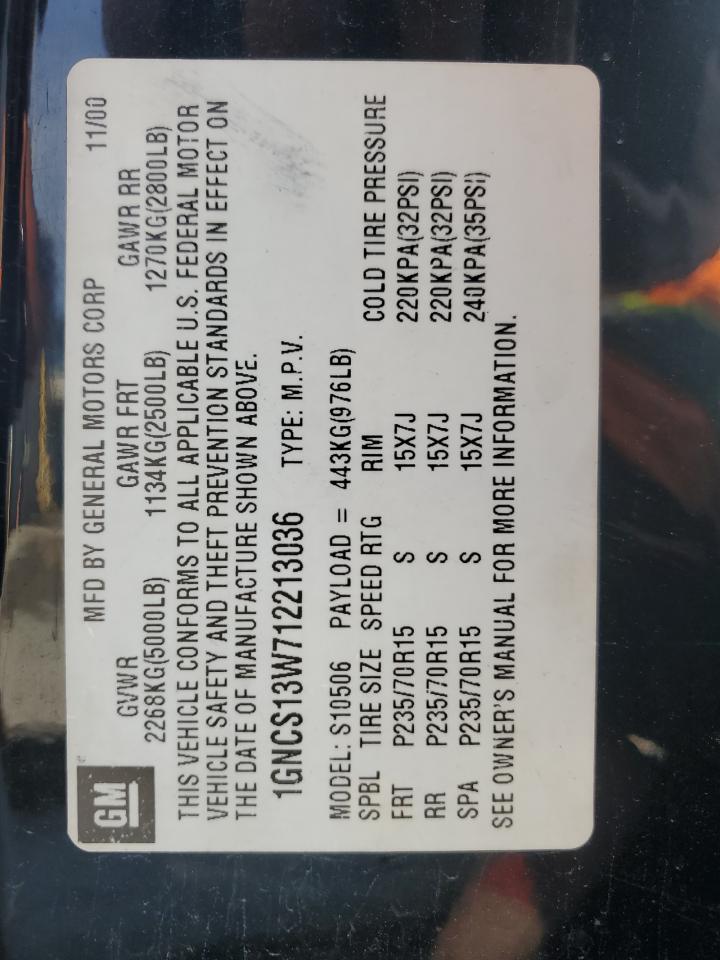 GM
MFD BY GENERAL MOTORS CORP 11/00
GVWR GAWR FRT GAWR RR
2268KG(5000LB) 1134KG(2500LB) 1270KG(2800LB)
THIS VEHICLE CONFORMS TO ALL APPLICABLE U.S. FEDERAL MOTOR
VEHICLE SAFETY AND THEFT PREVENTION STANDARDS IN EFFECT ON
THE DATE OF MANUFACTURE SHOWN ABOVE.
1GNCS13W712213036 TYPE: M.P.V.
MODEL: S10506 PAYLOAD = 443KG(976LB)
SPBL TIRE SIZE SPEED RTG RIM COLD TIRE PRESSURE
FRT P235/70R15 S 15X7J 220KPA(32PSI)
RR P235/70R15 S 15X7J 220KPA(32PSI)
SPA P235/70R15 S 15X7J 240KPA(35PSI)
SEE OWNER'S MANUAL FOR MORE INFORMATION.